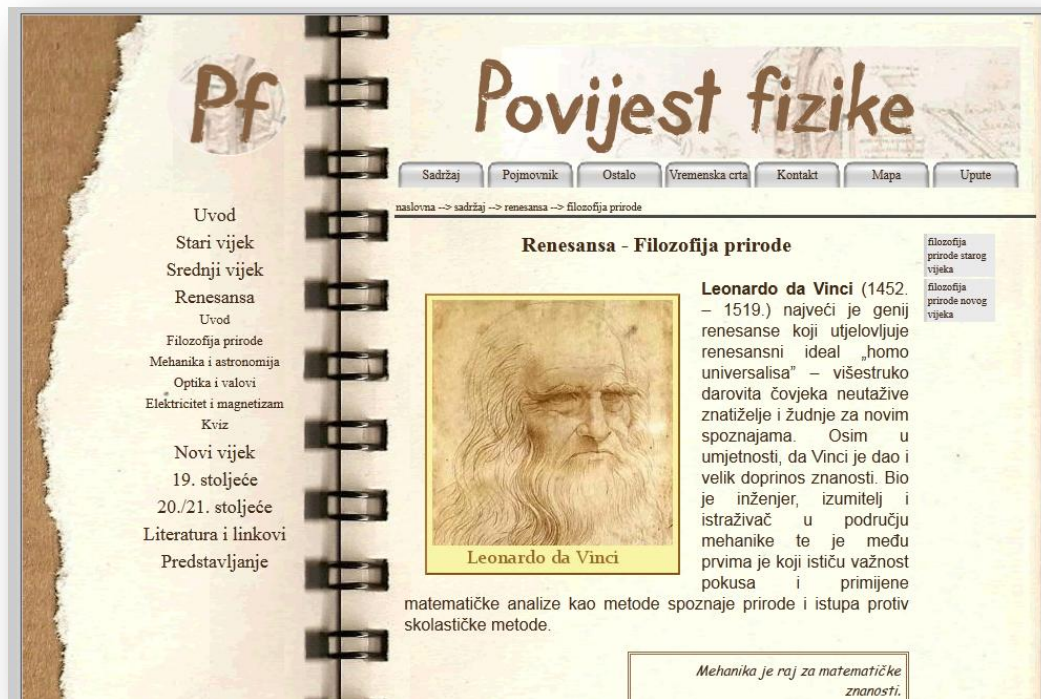 Pf
Povijest fizike
Sadržaj
Pojmovnik
Ostalo
Vremenska crta
Kontakt
Mapa
Upute
naslovna --> sadržaj --> renesansa --> filozofija prirode
Uvod
Stari vijek
Srednji vijek
Renesansa
Uvod
Filozofija prirode
Mehanika i astronomija
Optika i valovi
Elektricitet i magnetizam
Kviz
Novi vijek
19. stoljeće
20./21. stoljeće
Literatura i linkovi
Predstavljanje
Renesansa - Filozofija prirode
Leonardo da Vinci
Leonardo da Vinci (1452.
– 1519.) najveći je genij
renesanse koji utjelovljuje
renesansni ideal „homo
universalisa” – višestruko
darovita čovjeka neutažive
znatiželje i žudnje za novim
spoznajama. Osim u
umjetnosti, da Vinci je dao i
velik doprinos znanosti. Bio
je inženjer, izumitelj i
istraživač u području
mehanike te je među
prvima je koji ističu važnost
pokusa i primijene
matematičke analize kao metode spoznaje prirode i istupa protiv
skolastičke metode.
Mehanika je raj za matematičke
znanosti.
filozofija
prirode starog
vijeka
filozofija
prirode novog
vijeka